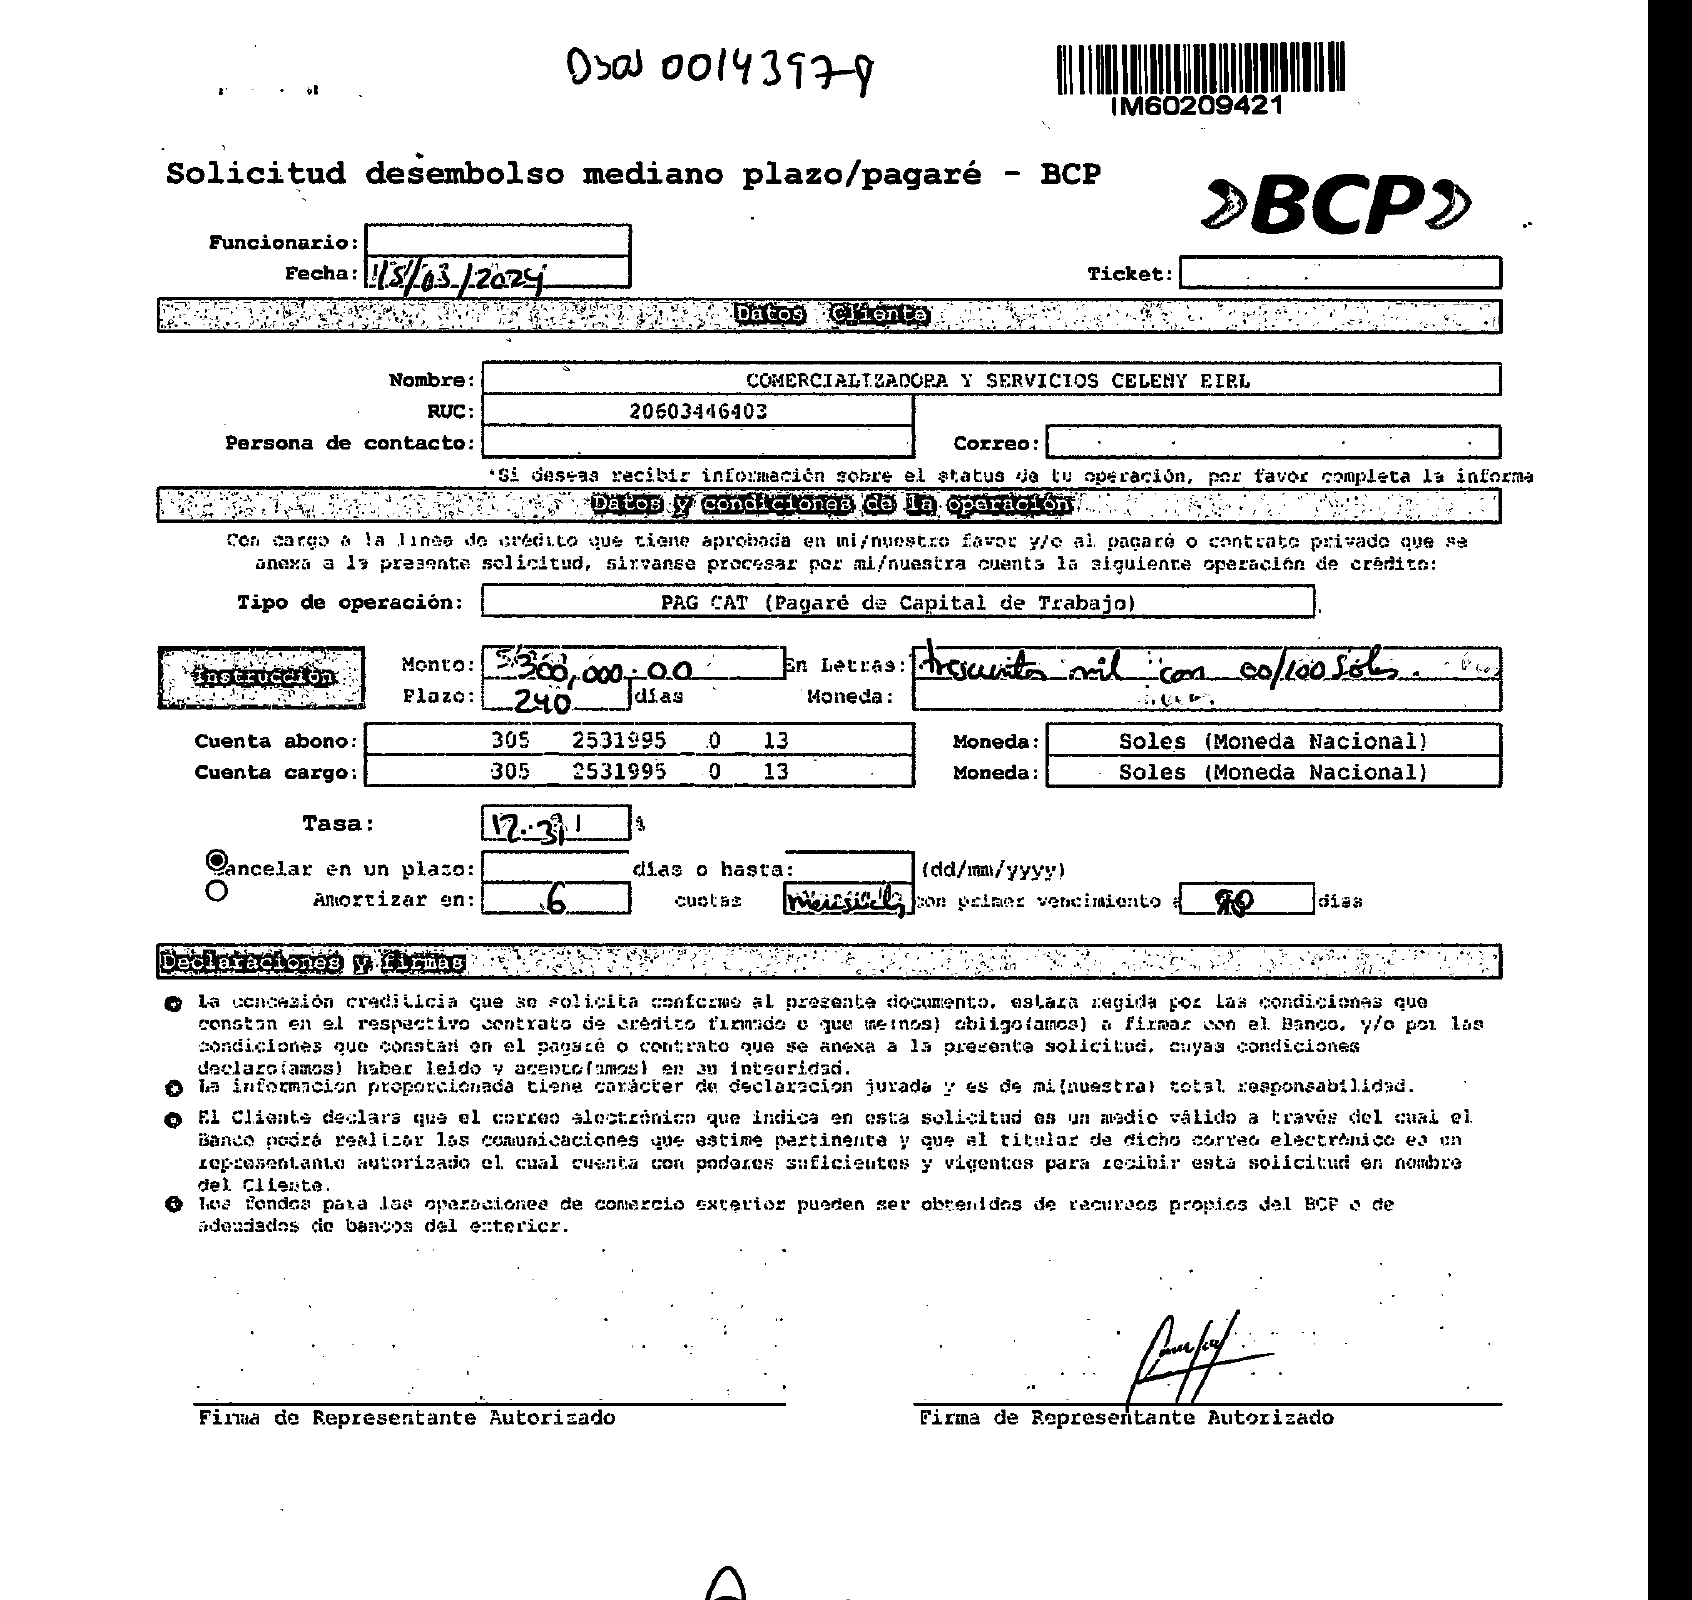 00143979
IM60209421
Solicitud desembolso mediano plazo/pagaré - BCP
BCP
Funcionario:
Fecha: 15/03/2024
Ticket:
Datos Cliente
Nombre: COMERCIALIZADORA Y SERVICIOS CELENY EIRL
RUC: 20603446403
Persona de contacto: Correo:
*Si deseas recibir información sobre el status de tu operación, por favor completa la informa
Datos y condiciones de la operación
Con cargo a la línea de crédito que tiene aprobada en mi/nuestro favor y/o al pagaré o contrato privado que se
anexa a la presente solicitud, sírvanse procesar por mi/nuestra cuenta la siguiente operación de crédito:
Tipo de operación: PAG CAT (Pagaré de Capital de Trabajo)
Instrucción
Monto: S/ 300,000.00 En Letras: trescientos mil con 00/100 Soles.
Plazo: 240 días Moneda:
Cuenta abono: 305 2531995 0 13 Moneda: Soles (Moneda Nacional)
Cuenta cargo: 305 2531995 0 13 Moneda: Soles (Moneda Nacional)
Tasa: 12.31 %
ancelar en un plazo: días o hasta: (dd/mm/yyyy)
Amortizar en: 6 cuotas mensuales con primer vencimiento a 90 días
Declaraciones y firmas
La concesión crediticia que se solicita conforme al presente documento, estará regida por las condiciones que
constan en el respectivo contrato de crédito firmado o que me(nos) obligo(amos) a firmar con el Banco, y/o por las
condiciones que constan en el pagaré o contrato que se anexa a la presente solicitud, cuyas condiciones
declaro(amos) haber leído y acepto(amos) en su integridad.
La información proporcionada tiene carácter de declaración jurada y es de mi(nuestra) total responsabilidad.
El Cliente declara que el correo electrónico que indica en esta solicitud es un medio válido a través del cual el
Banco podrá realizar las comunicaciones que estime pertinente y que el titular de dicho correo electrónico es un
representante autorizado el cual cuenta con poderes suficientes y vigentes para recibir esta solicitud en nombre
del Cliente.
Los fondos para las operaciones de comercio exterior pueden ser obtenidos de recursos propios del BCP o de
adeudados de bancos del exterior.
Firma de Representante Autorizado
Firma de Representante Autorizado